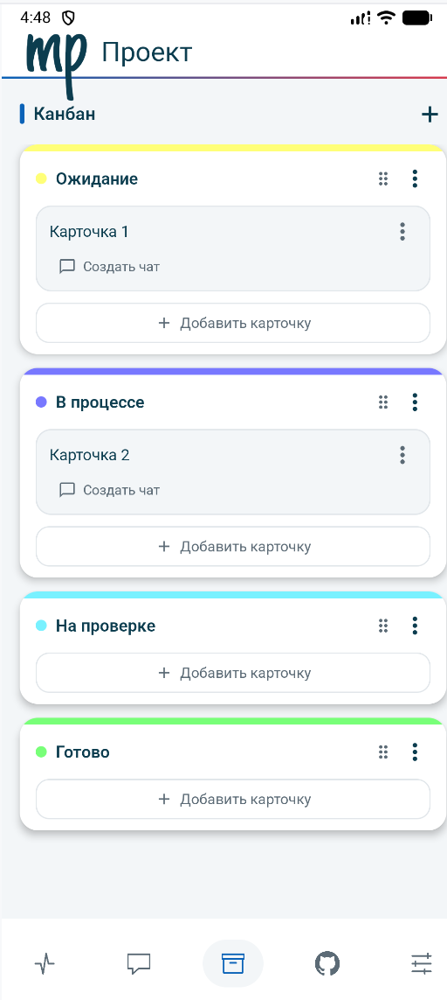 4:48
mp Проект
Канбан
Ожидание
Карточка 1
Создать чат
+ Добавить карточку
В процессе
Карточка 2
Создать чат
+ Добавить карточку
На проверке
+ Добавить карточку
Готово
+ Добавить карточку